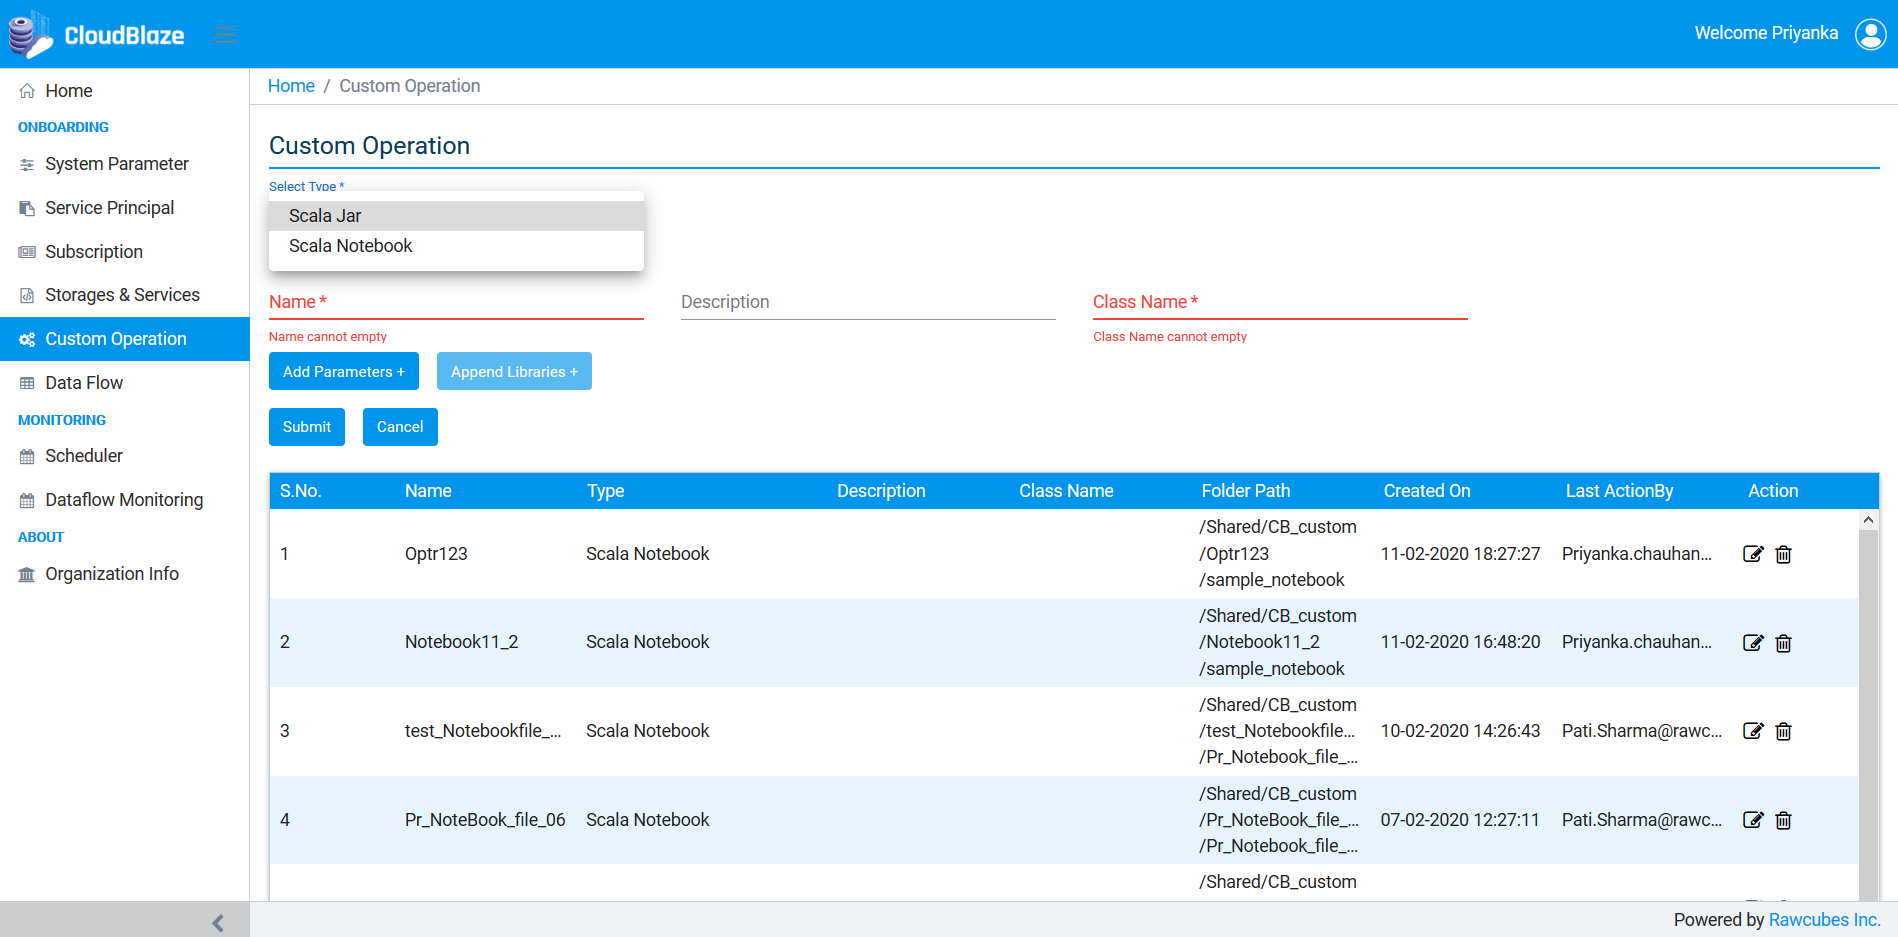 CloudBlaze
Welcome Priyanka
Home
ONBOARDING
System Parameter
Service Principal
Subscription
Storages & Services
Custom Operation
Data Flow
MONITORING
Scheduler
Dataflow Monitoring
ABOUT
Organization Info
Home / Custom Operation
Custom Operation
Select Type *
Scala Jar
Scala Notebook
Name * Description Class Name *
Name cannot empty Class Name cannot empty
Add Parameters + Append Libraries +
Submit Cancel
S.No. Name Type Description Class Name Folder Path Created On Last ActionBy Action
/Shared/CB_custom
1 Optr123 Scala Notebook /Optr123 11-02-2020 18:27:27 Priyanka.chauhan...
/sample_notebook
/Shared/CB_custom
2 Notebook11_2 Scala Notebook /Notebook11_2 11-02-2020 16:48:20 Priyanka.chauhan...
/sample_notebook
/Shared/CB_custom
3 test_Notebookfile_... Scala Notebook /test_Notebookfile... 10-02-2020 14:26:43 Pati.Sharma@rawc...
/Pr_Notebook_file_...
/Shared/CB_custom
4 Pr_NoteBook_file_06 Scala Notebook /Pr_NoteBook_file_... 07-02-2020 12:27:11 Pati.Sharma@rawc...
/Pr_Notebook_file_...
/Shared/CB_custom
Powered by Rawcubes Inc.